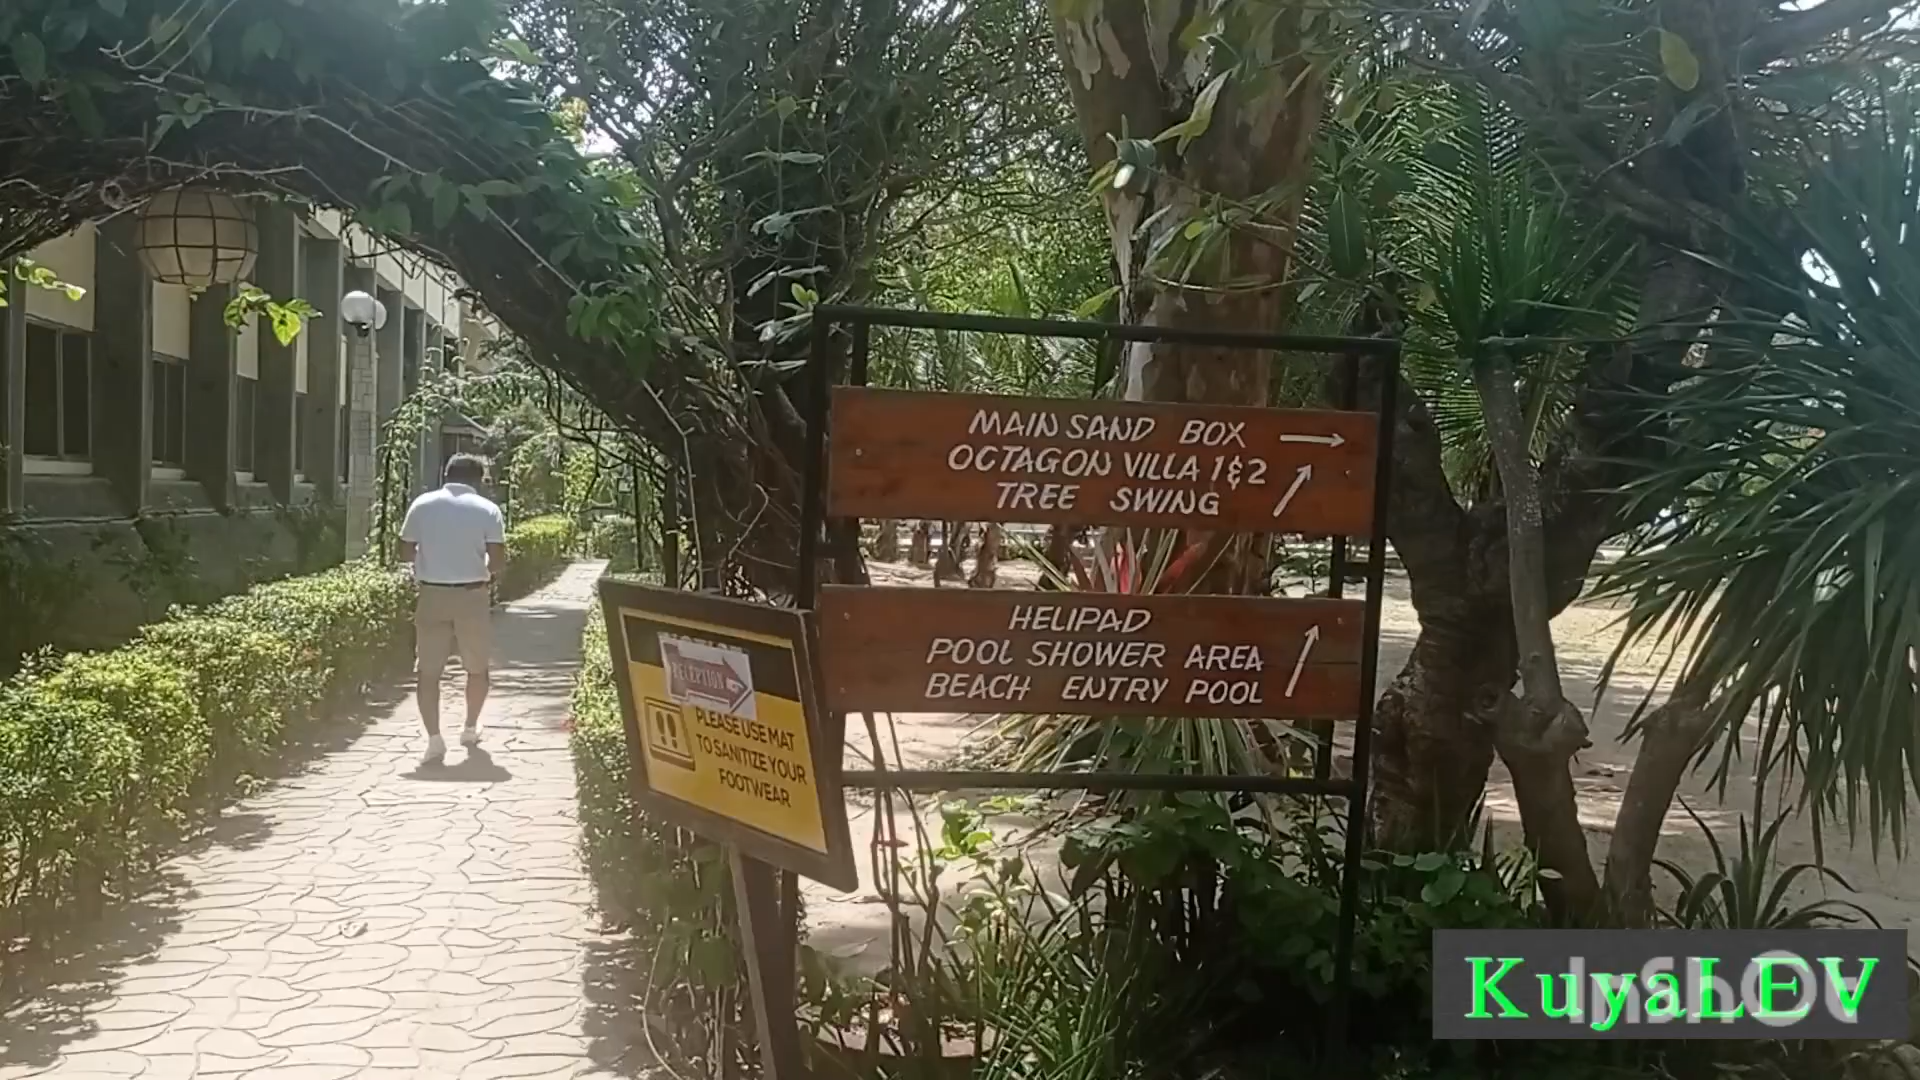 MAIN SAND BOX
OCTAGON VILLA 1&2
TREE SWING
HELIPAD
POOL SHOWER AREA
BEACH ENTRY POOL
RECEPTION
PLEASE USE MAT
TO SANITIZE YOUR
FOOTWEAR
KuyaLEV
InShOt